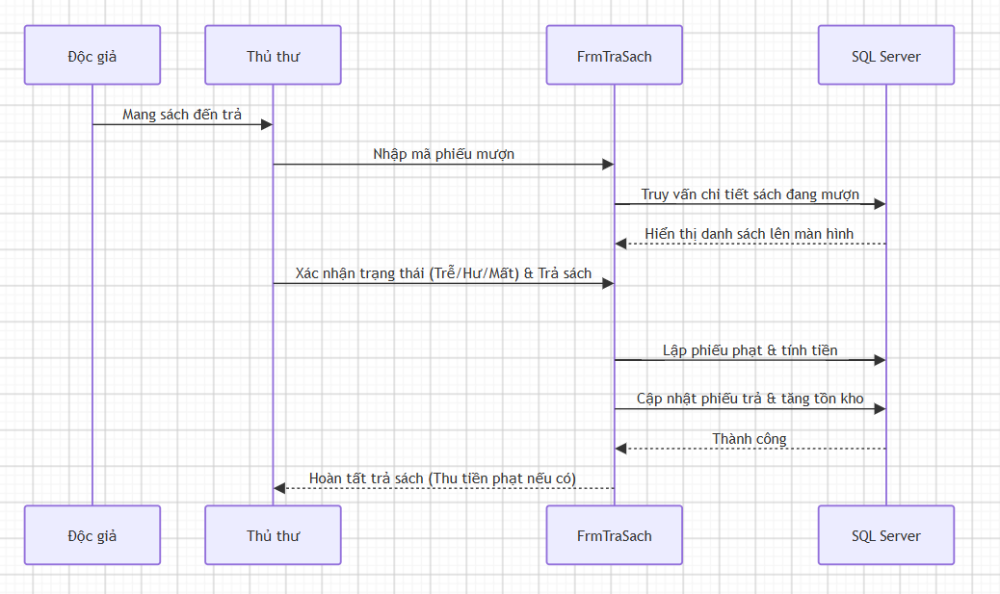 Độc giả
Thủ thư
FrmTraSach
SQL Server
Mang sách đến trả
Nhập mã phiếu mượn
Truy vấn chi tiết sách đang mượn
Hiển thị danh sách lên màn hình
Xác nhận trạng thái (Trễ/Hư/Mất) & Trả sách
Lập phiếu phạt & tính tiền
Cập nhật phiếu trả & tăng tồn kho
Thành công
Hoàn tất trả sách (Thu tiền phạt nếu có)
Độc giả
Thủ thư
FrmTraSach
SQL Server